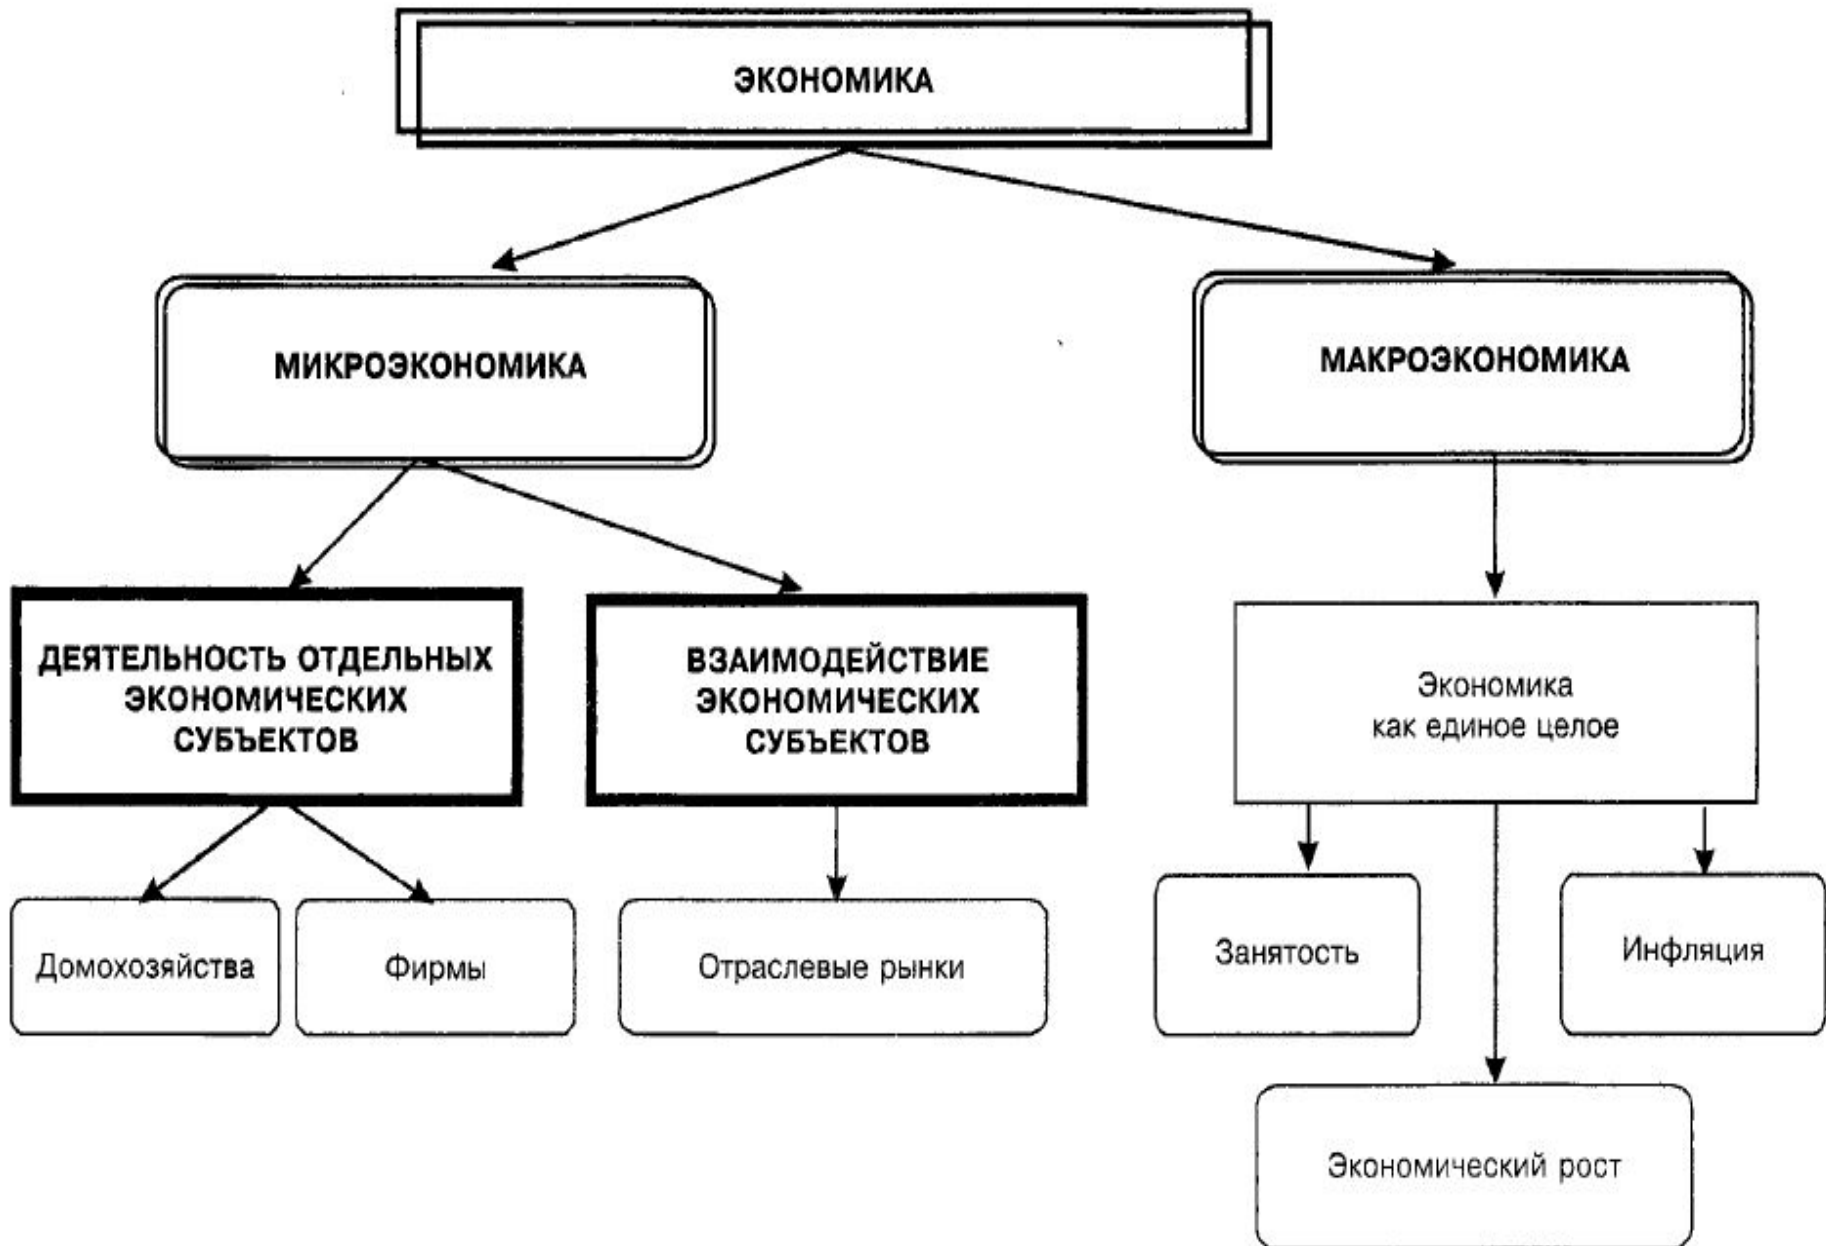 ЭКОНОМИКА
МИКРОЭКОНОМИКА
МАКРОЭКОНОМИКА
ДЕЯТЕЛЬНОСТЬ ОТДЕЛЬНЫХ
ЭКОНОМИЧЕСКИХ
СУБЪЕКТОВ
ВЗАИМОДЕЙСТВИЕ
ЭКОНОМИЧЕСКИХ
СУБЪЕКТОВ
Экономика
как единое целое
Домохозяйства
Фирмы
Отраслевые рынки
Занятость
Инфляция
Экономический рост